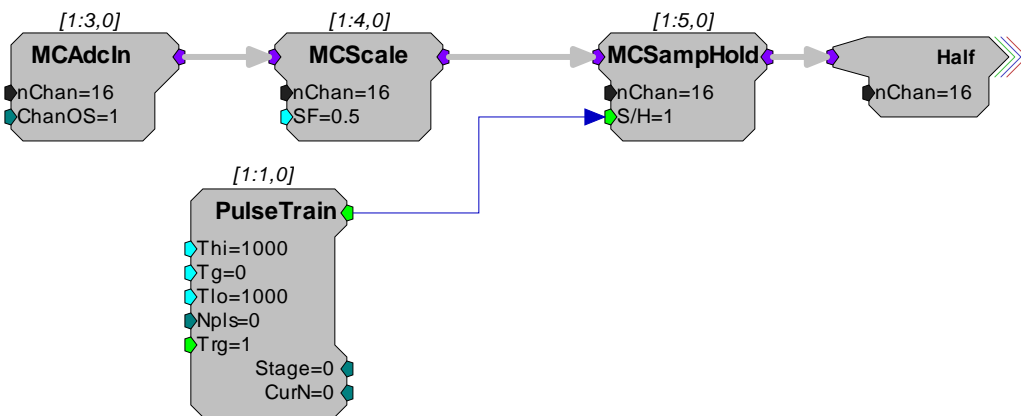 [1:3,0]
MCAdcIn
nChan=16
ChanOS=1
[1:4,0]
MCScale
nChan=16
SF=0.5
[1:5,0]
MCSampHold
nChan=16
S/H=1
Half
nChan=16
[1:1,0]
PulseTrain
Thi=1000
Tg=0
Tlo=1000
Npls=0
Trg=1
Stage=0
CurN=0